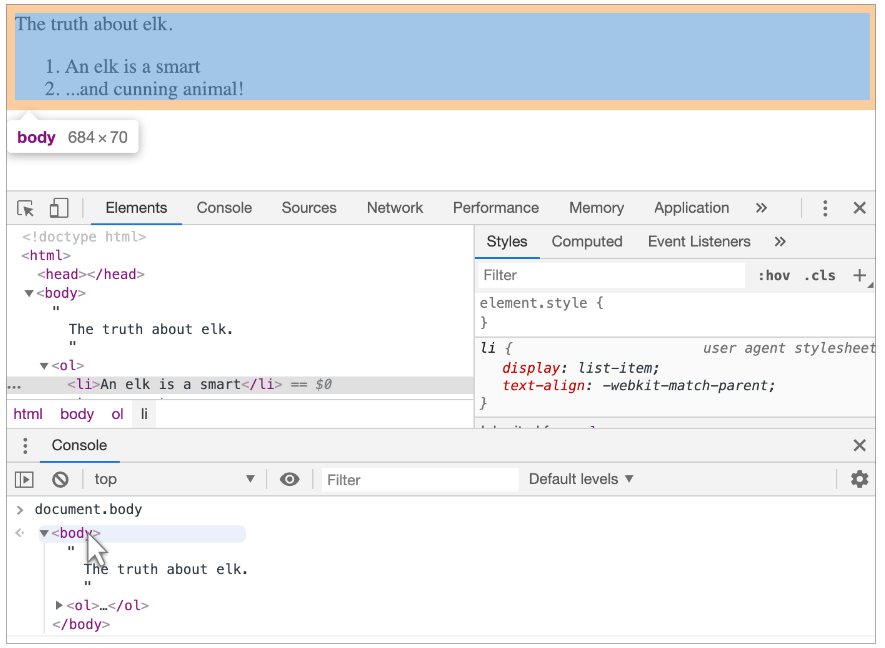 The truth about elk.
1. An elk is a smart
2. ...and cunning animal!
body 684 × 70
Elements Console Sources Network Performance Memory Application »
<!doctype html>
<html>
<head></head>
▼<body>
"
The truth about elk.
"
▼<ol>
... <li>An elk is a smart</li> == $0
html body ol li
Styles Computed Event Listeners »
Filter :hov .cls +
element.style {
}
li { user agent stylesheet
display: list-item;
text-align: -webkit-match-parent;
}
Console
top ▼ Filter Default levels ▼
> document.body
▼<body>
"
The truth about elk.
"
▶<ol>…</ol>
</body>